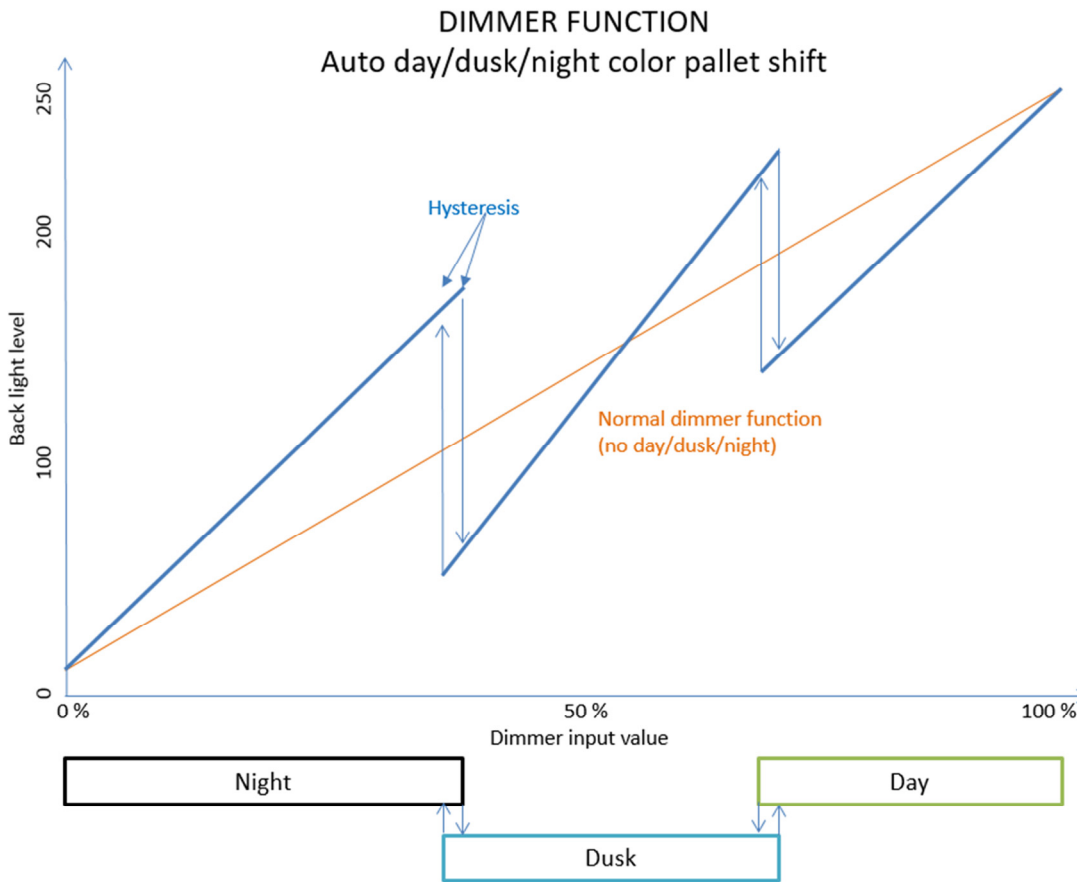 DIMMER FUNCTION
Auto day/dusk/night color pallet shift
250
200
100
0
Back light level
Hysteresis
Normal dimmer function
(no day/dusk/night)
0 %
50 %
100 %
Dimmer input value
Night
Day
Dusk